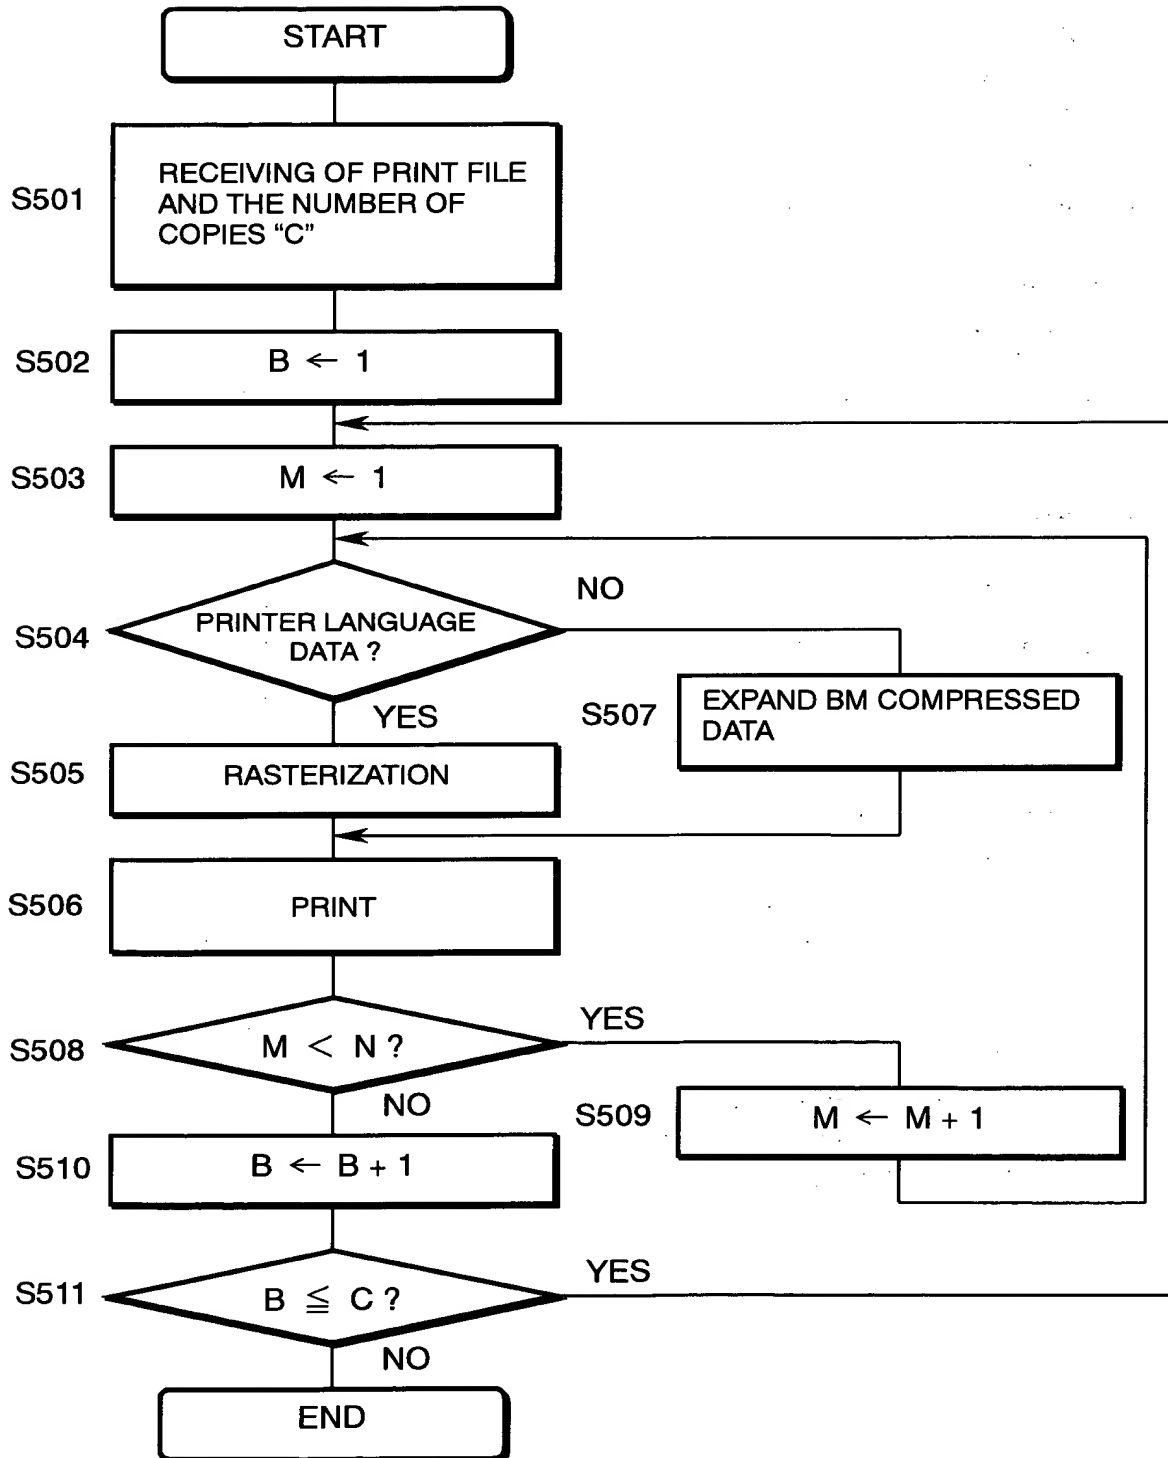 START
S501
RECEIVING OF PRINT FILE
AND THE NUMBER OF
COPIES “C”
S502
B ← 1
S503
M ← 1
S504
PRINTER LANGUAGE
DATA ?
NO
YES
S507
EXPAND BM COMPRESSED
DATA
S505
RASTERIZATION
S506
PRINT
S508
M < N ?
YES
NO
S509
M ← M + 1
S510
B ← B + 1
S511
B ≦ C ?
YES
NO
END